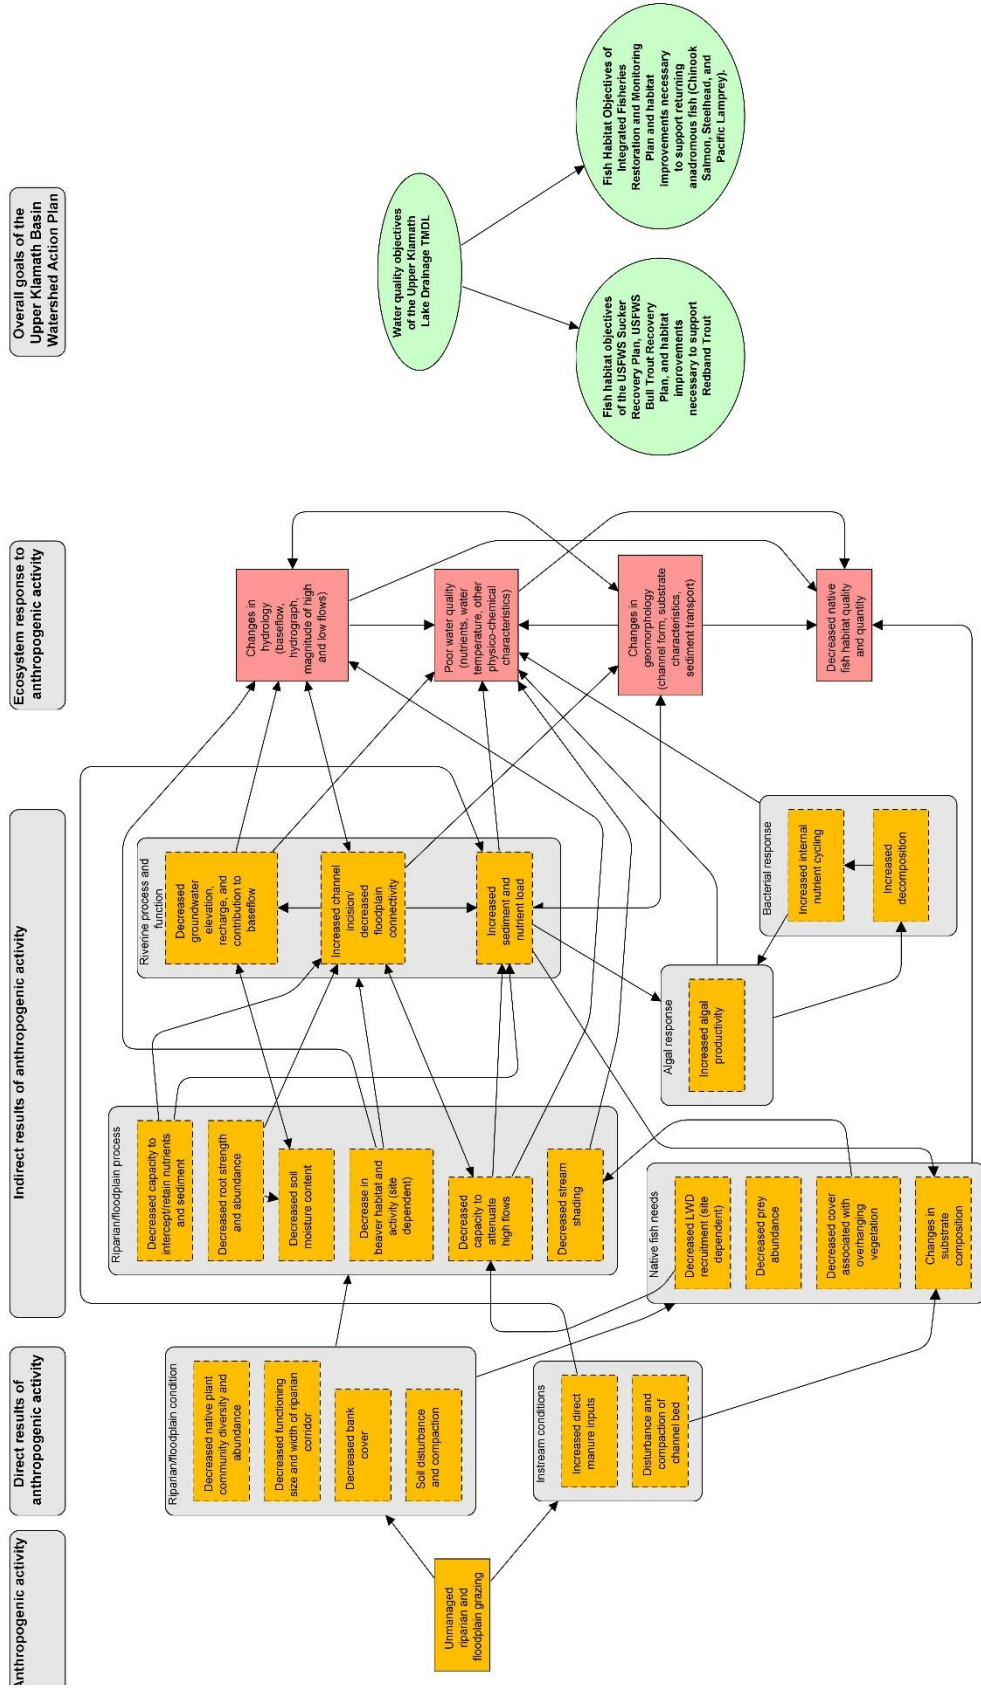 Anthropogenic activity
Direct results of
anthropogenic activity
Indirect results of anthropogenic activity
Ecosystem response to
anthropogenic activity
Overall goals of the
Upper Klamath Basin
Watershed Action Plan
Unmanaged
riparian and
floodplain grazing
Riparian/floodplain condition
Decreased native plant
community diversity and
abundance
Decreased functioning
size and width of riparian
corridor
Decreased bank
cover
Soil disturbance
and compaction
Instream conditions
Increased direct
manure inputs
Disturbance and
compaction of
channel bed
Riparian/floodplain process
Decreased capacity to
intercept/retain nutrients
and sediment
Decreased root strength
and abundance
Decreased soil
moisture content
Decrease in
beaver habitat and
activity (site
dependent)
Decreased
capacity to
attenuate
high flows
Decreased stream
shading
Native fish needs
Decreased LWD
recruitment (site
dependent)
Decreased prey
abundance
Decreased cover
associated with
overhanging
vegetation
Changes in
substrate
composition
Riverine process and
function
Decreased
groundwater
elevation,
recharge, and
contribution to
baseflow
Increased channel
incision/
decreased
floodplain
connectivity
Increased
sediment and
nutrient load
Algal response
Increased algal
productivity
Bacterial response
Increased internal
nutrient cycling
Increased
decomposition
Changes in
hydrology
(baseflow,
hydrograph,
magnitude of high
and low flows)
Poor water quality
(nutrients, water
temperature, other
physico-chemical
characteristics)
Changes in
geomorphology
(channel form, substrate
characteristics,
sediment transport)
Decreased native
fish habitat quality
and quantity
Water quality objectives
of the Upper Klamath
Lake Drainage TMDL
Fish habitat objectives
of the USFWS Sucker
Recovery Plan, USFWS
Bull Trout Recovery
Plan, and habitat
improvements
necessary to support
Redband Trout
Fish Habitat Objectives of
Integrated Fisheries
Restoration and Monitoring
Plan and habitat
improvements necessary
to support returning
anadromous fish (Chinook
Salmon, Steelhead, and
Pacific Lamprey).